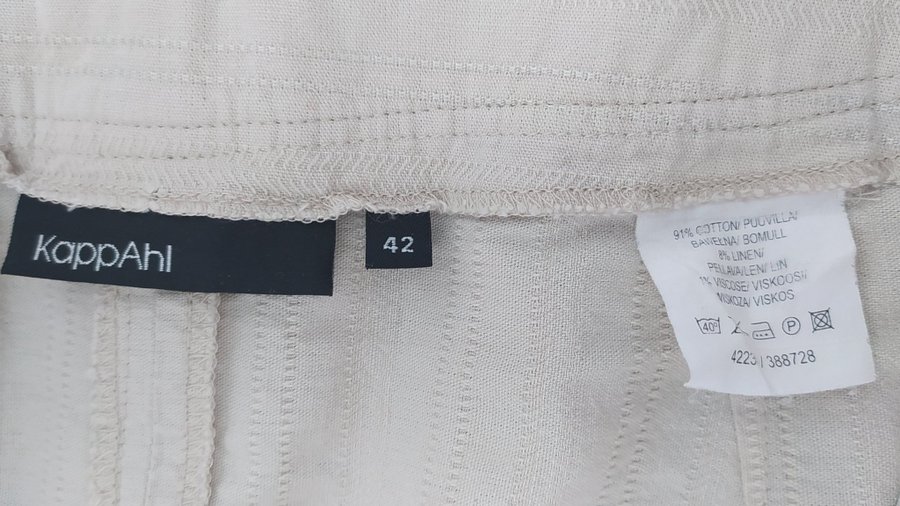 KappAhl
42
91% COTTON/ PUUVILLA/
BAWEŁNA/ BOMULL
8% LINEN/
PELLAVA/LEN/ LIN
1% VISCOSE/ VISKOOSI/
WISKOZA/ VISKOS
40° P
4223 / 388728